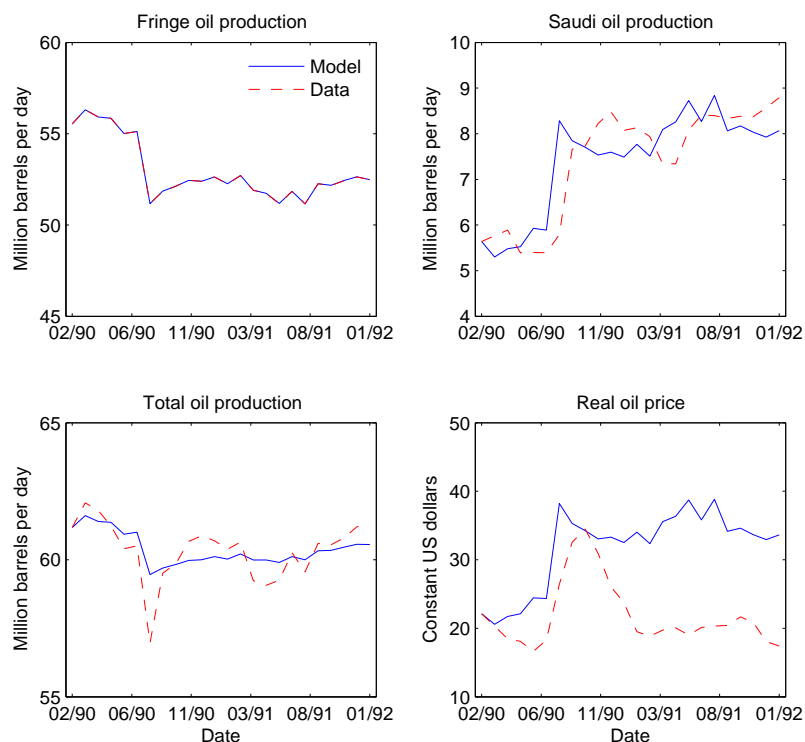 Fringe oil production
Million barrels per day
60
55
50
45
02/90 06/90 11/90 03/91 08/91 01/92
Model
Data
Saudi oil production
Million barrels per day
10
9
8
7
6
5
4
02/90 06/90 11/90 03/91 08/91 01/92
Total oil production
Million barrels per day
65
60
55
02/90 06/90 11/90 03/91 08/91 01/92
Date
Real oil price
Constant US dollars
50
40
30
20
10
02/90 06/90 11/90 03/91 08/91 01/92
Date